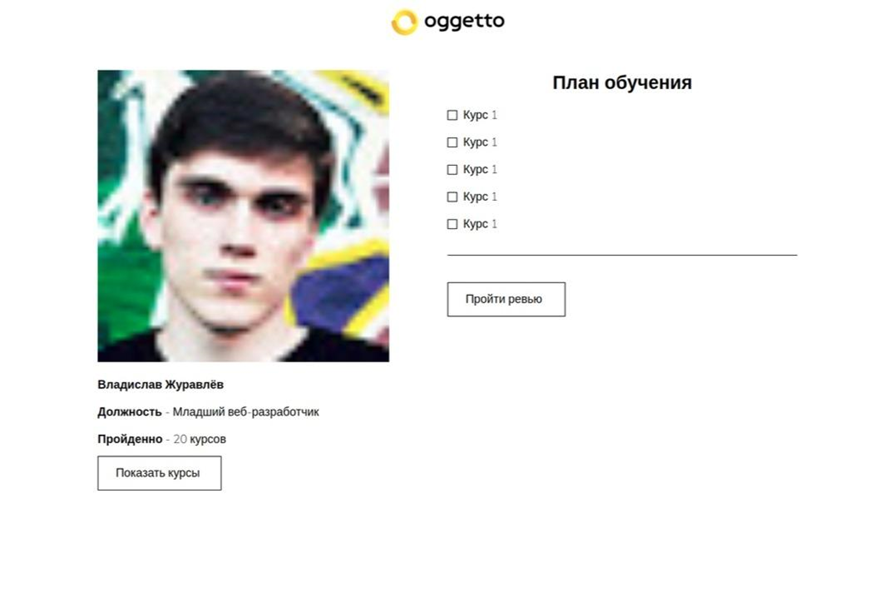 oggetto
План обучения
Курс 1
Курс 1
Курс 1
Курс 1
Курс 1
Пройти ревью
Владислав Журавлёв
Должность - Младший веб-разработчик
Пройденно - 20 курсов
Показать курсы